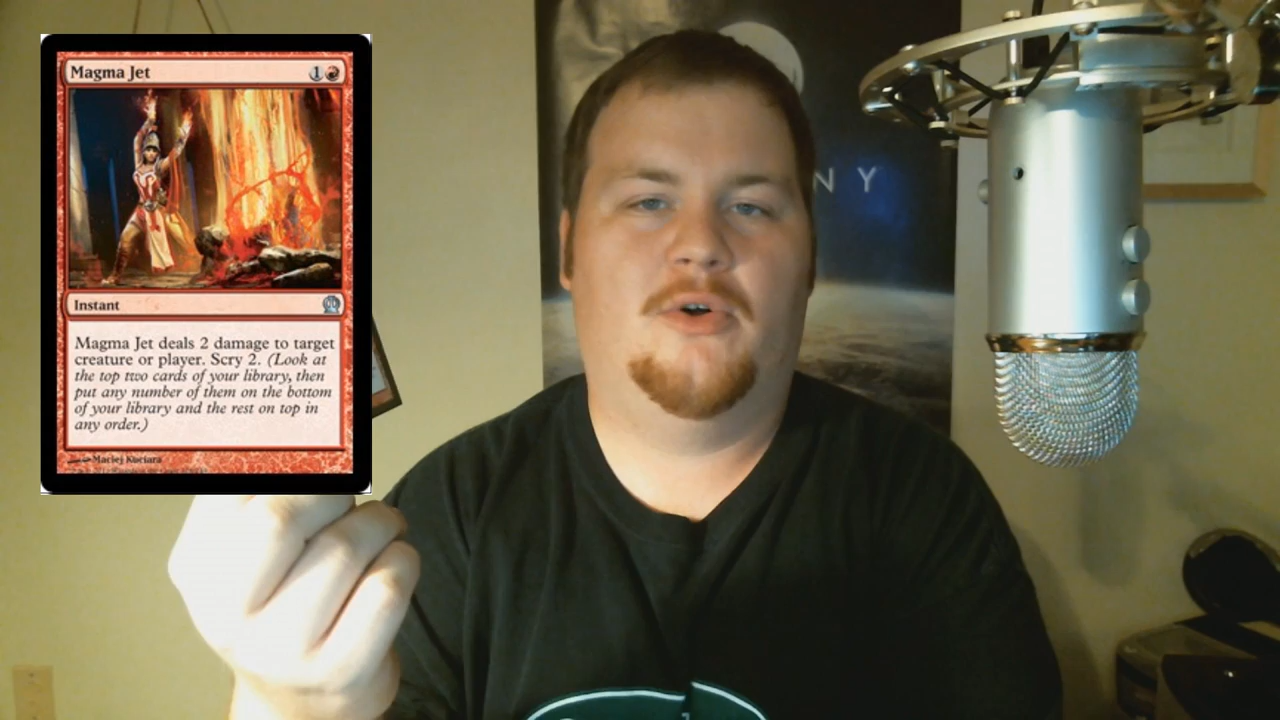 Magma Jet 1
Instant
Magma Jet deals 2 damage to target
creature or player. Scry 2. (Look at
the top two cards of your library, then
put any number of them on the bottom
of your library and the rest on top in
any order.)
Maciej Kuciara
NY